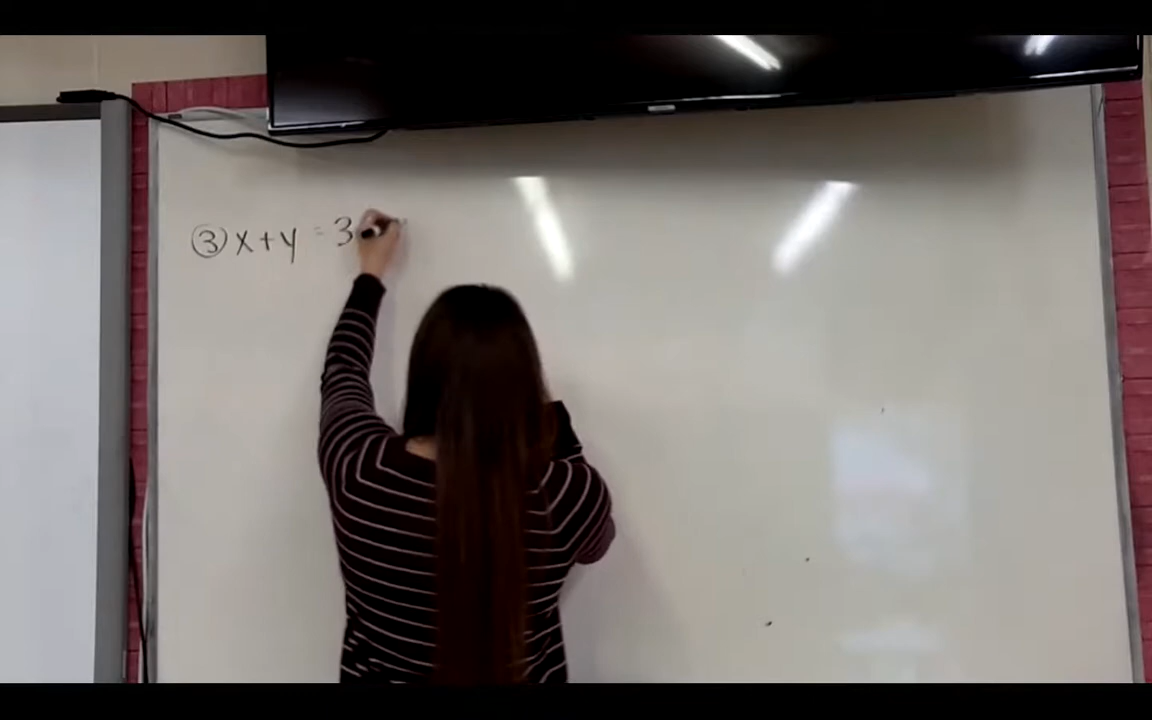 ③ x + y = 3